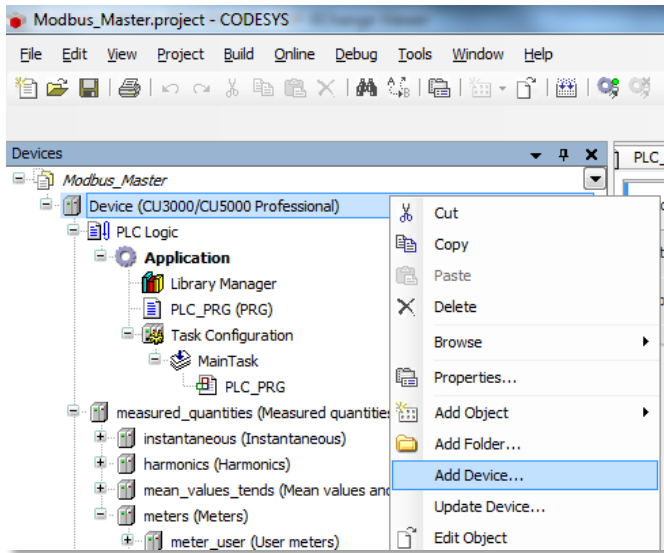 Modbus_Master.project - CODESYS
File Edit View Project Build Online Debug Tools Window Help
Devices
PLC_
Modbus_Master
Device (CU3000/CU5000 Professional)
PLC Logic
Application
Library Manager
PLC_PRG (PRG)
Task Configuration
MainTask
PLC_PRG
measured_quantities (Measured quantities
instantaneous (Instantaneous)
harmonics (Harmonics)
mean_values_tends (Mean values and
meters (Meters)
meter_user (User meters)
Cut
Copy
Paste
Delete
Browse
Properties...
Add Object
Add Folder...
Add Device...
Update Device...
Edit Object